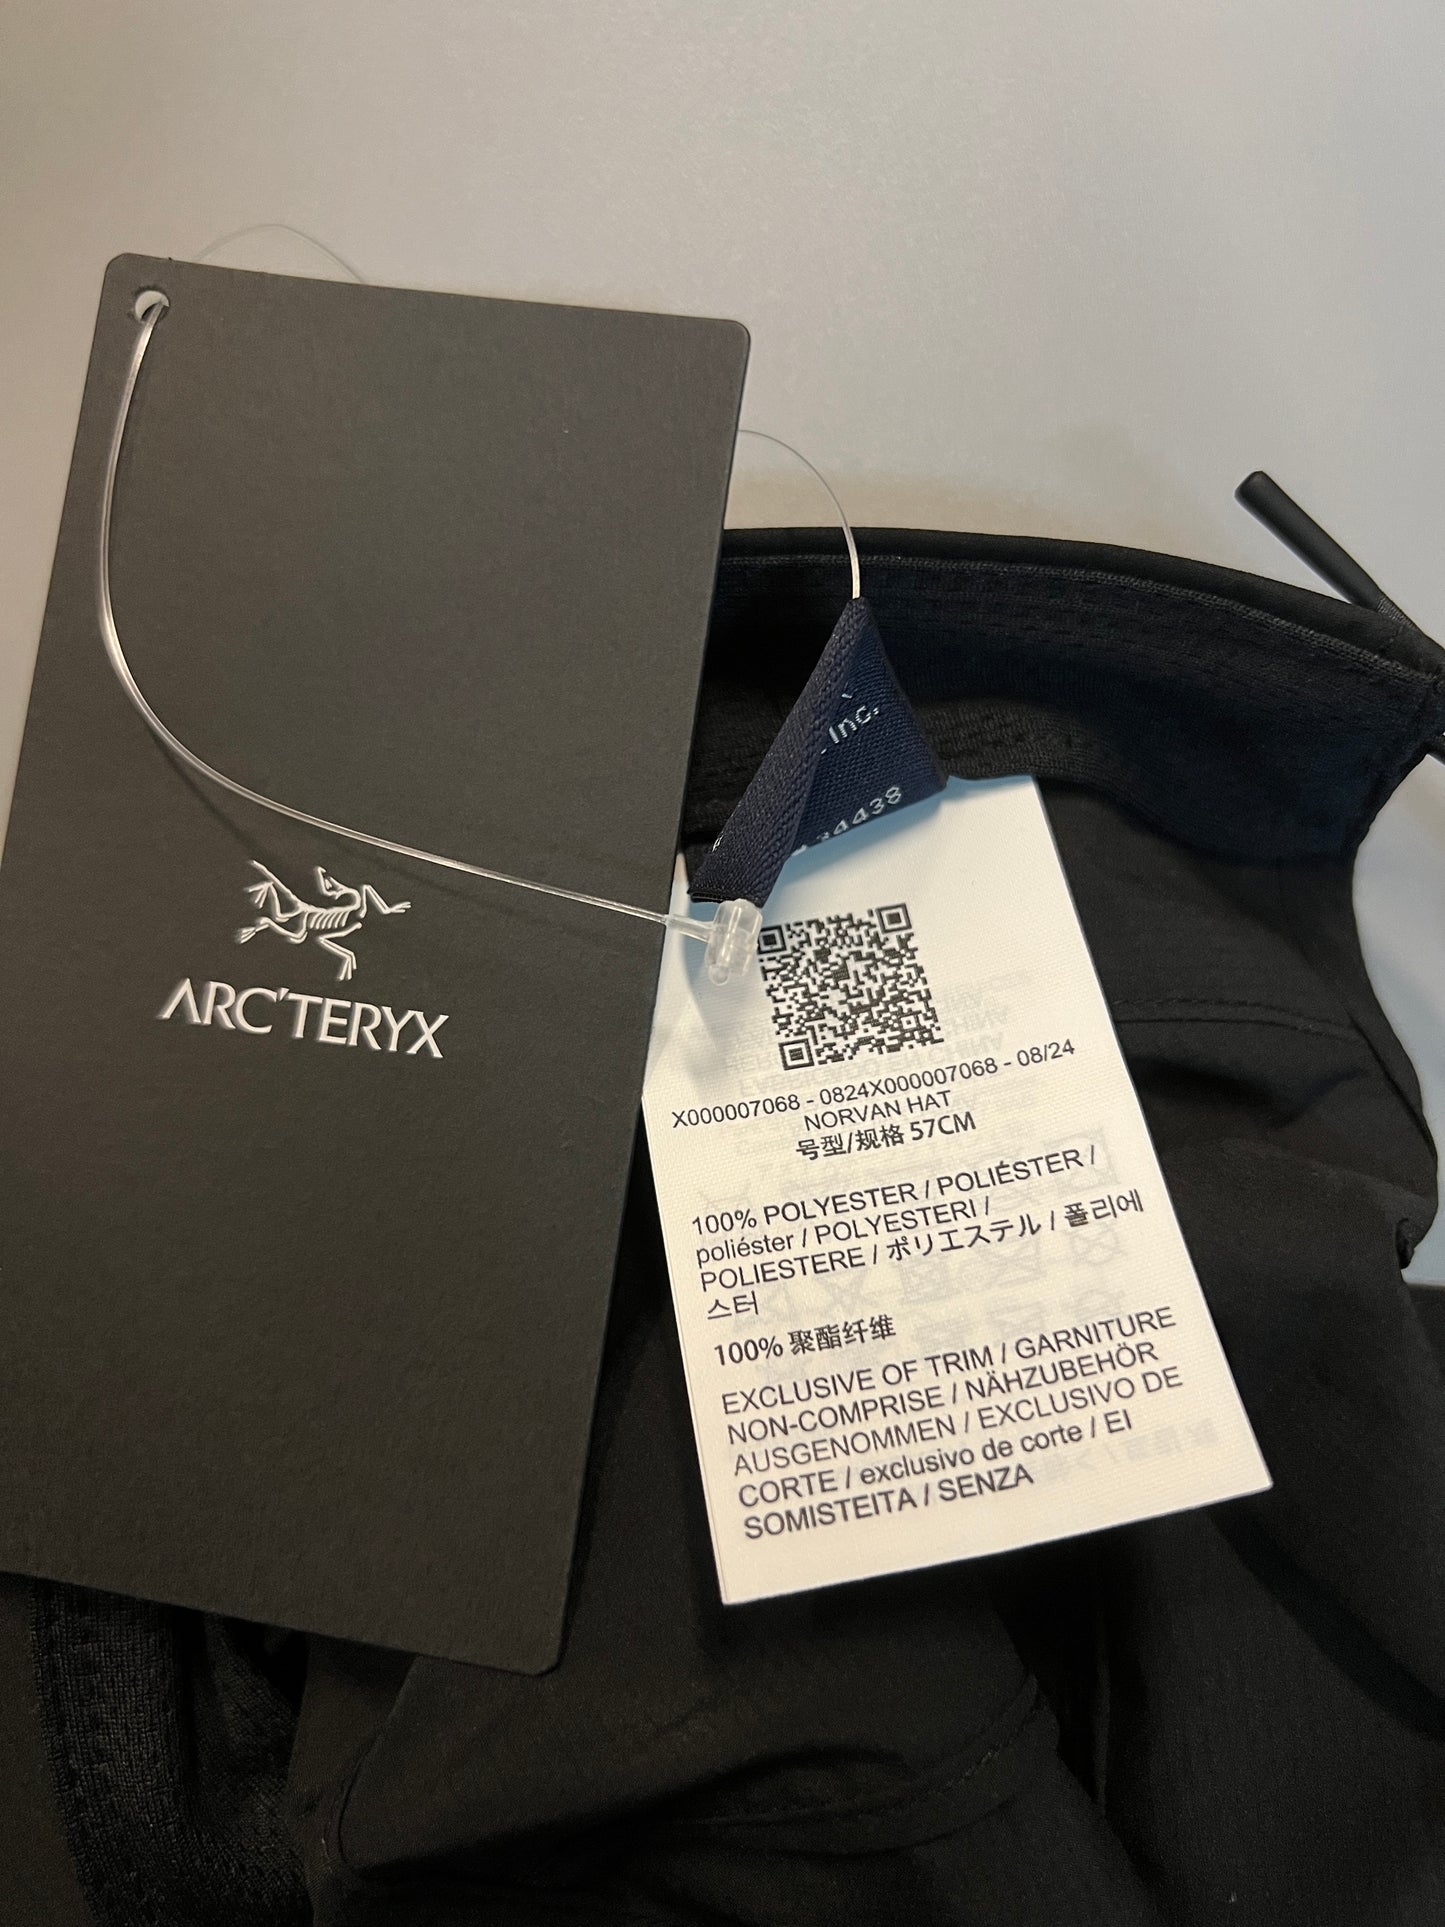 ARC'TERYX
Inc.
34438
X000007068 - 0824X000007068 - 08/24
NORVAN HAT
号型/规格 57CM
100% POLYESTER / POLIÉSTER /
poliéster / POLYESTERI /
POLIESTERE / ポリエステル / 폴리에
스터
100% 聚酯纤维
EXCLUSIVE OF TRIM / GARNITURE
NON-COMPRISE / NÄHZUBEHÖR
AUSGENOMMEN / EXCLUSIVO DE
CORTE / exclusivo de corte / EI
SOMISTEITA / SENZA